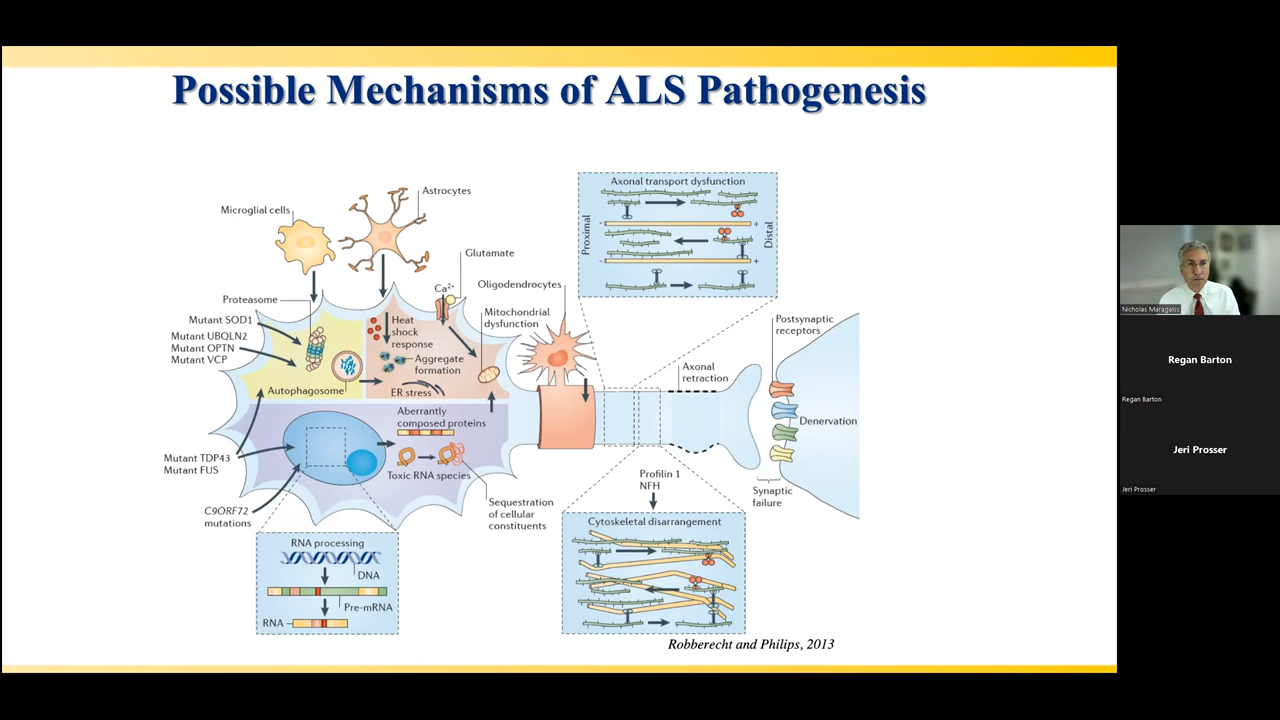 Possible Mechanisms of ALS Pathogenesis
Microglial cells
Astrocytes
Glutamate
Ca²⁺
Oligodendrocytes
Mitochondrial
dysfunction
Proteasome
Mutant SOD1
Mutant UBQLN2
Mutant OPTN
Mutant VCP
Heat
shock
response
Aggregate
formation
Autophagosome
ER stress
Aberrantly
composed proteins
Toxic RNA species
Mutant TDP43
Mutant FUS
C9ORF72
mutations
Sequestration
of cellular
constituents
RNA processing
DNA
Pre-mRNA
RNA
Axonal transport dysfunction
Proximal
Distal
-
+
-
+
Axonal
retraction
Postsynaptic
receptors
Denervation
Synaptic
failure
Profilin 1
NFH
Cytoskeletal disarrangement
Robberecht and Philips, 2013
Nicholas Maragakis
Regan Barton
Regan Barton
Jeri Prosser
Jeri Prosser